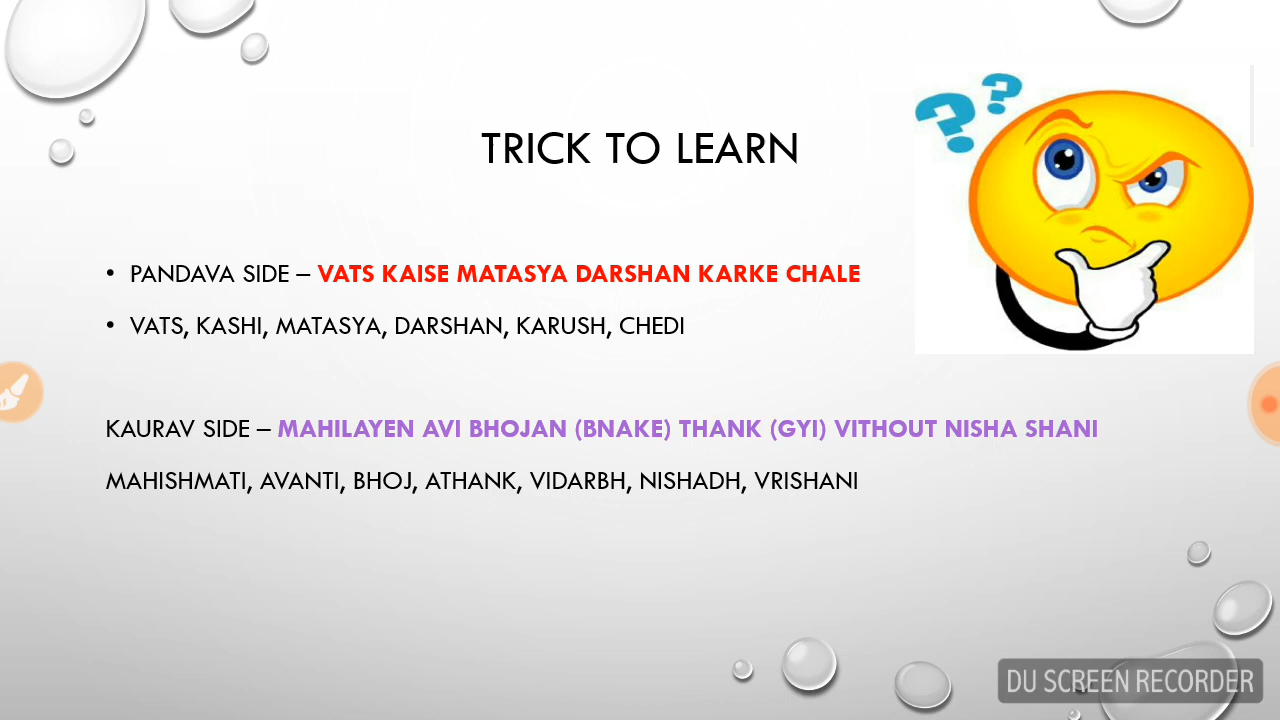 TRICK TO LEARN
• PANDAVA SIDE – VATS KAISE MATASYA DARSHAN KARKE CHALE
• VATS, KASHI, MATASYA, DARSHAN, KARUSH, CHEDI
KAURAV SIDE – MAHILAYEN AVI BHOJAN (BNAKE) THANK (GYI) VITHOUT NISHA SHANI
MAHISHMATI, AVANTI, BHOJ, ATHANK, VIDARBH, NISHADH, VRISHANI
DU SCREEN RECORDER